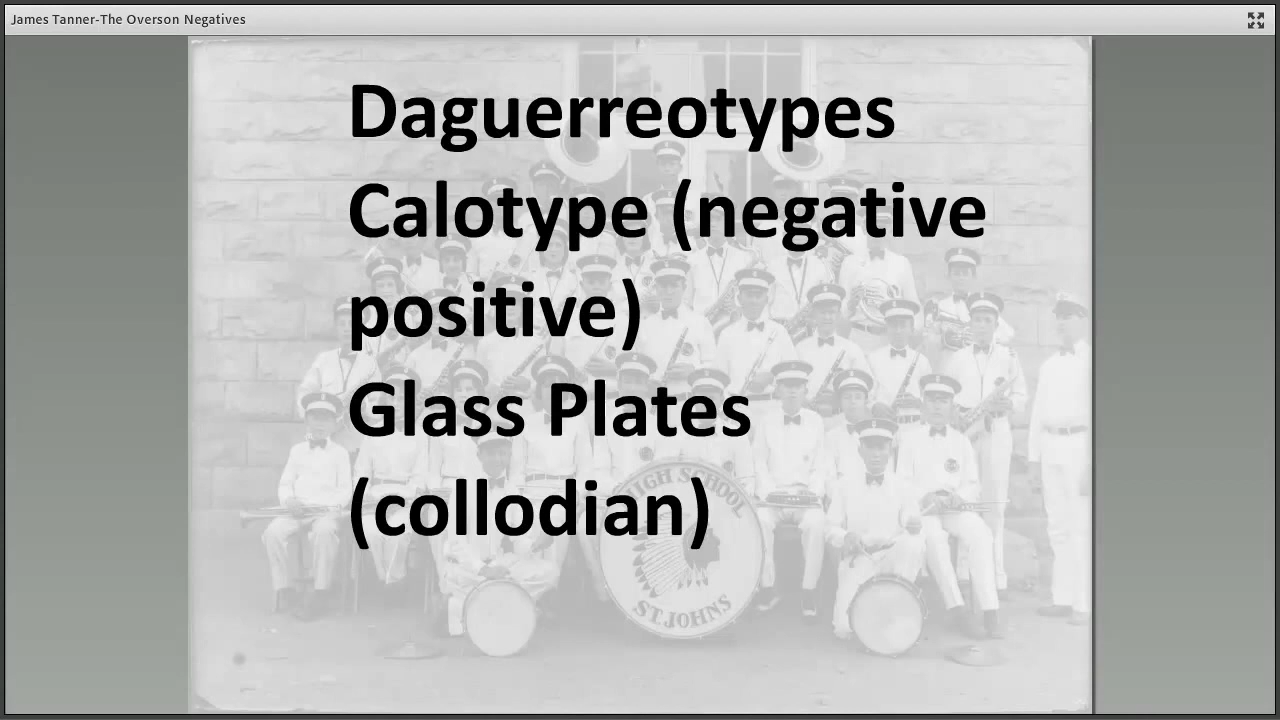 James Tanner-The Overson Negatives
Daguerreotypes
Calotype (negative
positive)
Glass Plates
(collodian)
HIGH SCHOOL
ST. JOHNS